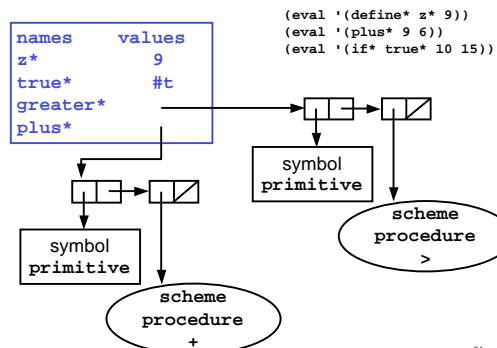 (eval '(define* z* 9))
(eval '(plus* 9 6))
(eval '(if* true* 10 15))
names values
z* 9
true* #t
greater*
plus*
symbol
primitive
scheme
procedure
>
symbol
primitive
scheme
procedure
+